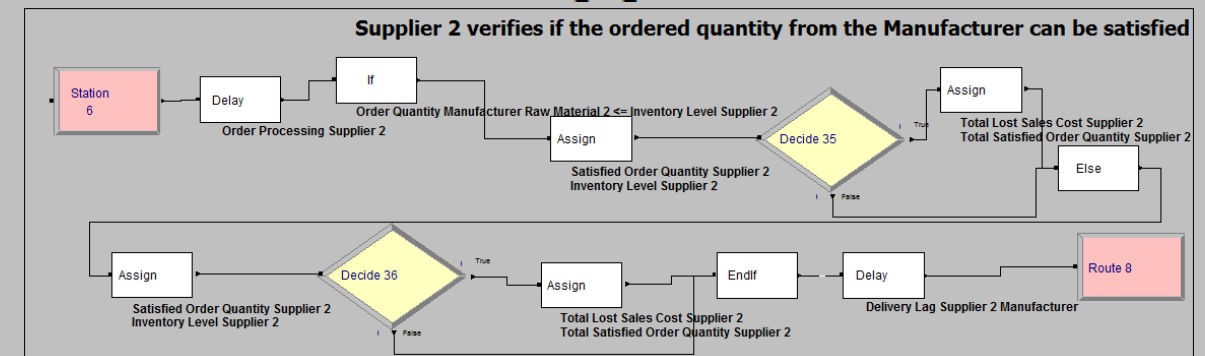 Supplier 2 verifies if the ordered quantity from the Manufacturer can be satisfied
Station
6
Delay
Order Processing Supplier 2
If
Order Quantity Manufacturer Raw Material 2 <= Inventory Level Supplier 2
Assign
Satisfied Order Quantity Supplier 2
Inventory Level Supplier 2
Decide 35
True
False
Assign
Total Lost Sales Cost Supplier 2
Total Satisfied Order Quantity Supplier 2
Else
Assign
Satisfied Order Quantity Supplier 2
Inventory Level Supplier 2
Decide 36
True
False
Assign
Total Lost Sales Cost Supplier 2
Total Satisfied Order Quantity Supplier 2
EndIf
Delay
Delivery Lag Supplier 2 Manufacturer
Route 8